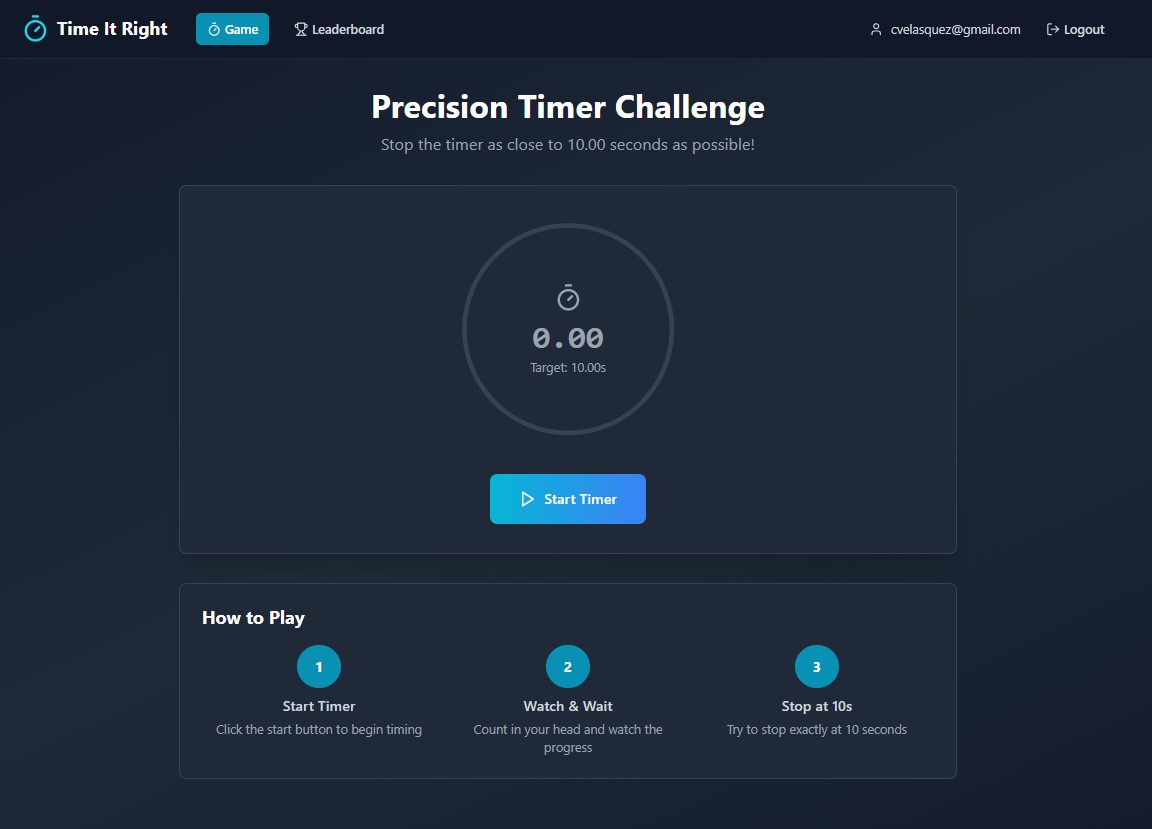 Time It Right
Game
Leaderboard
cvelasquez@gmail.com
Logout
Precision Timer Challenge
Stop the timer as close to 10.00 seconds as possible!
0.00
Target: 10.00s
Start Timer
How to Play
1
Start Timer
Click the start button to begin timing
2
Watch & Wait
Count in your head and watch the
progress
3
Stop at 10s
Try to stop exactly at 10 seconds